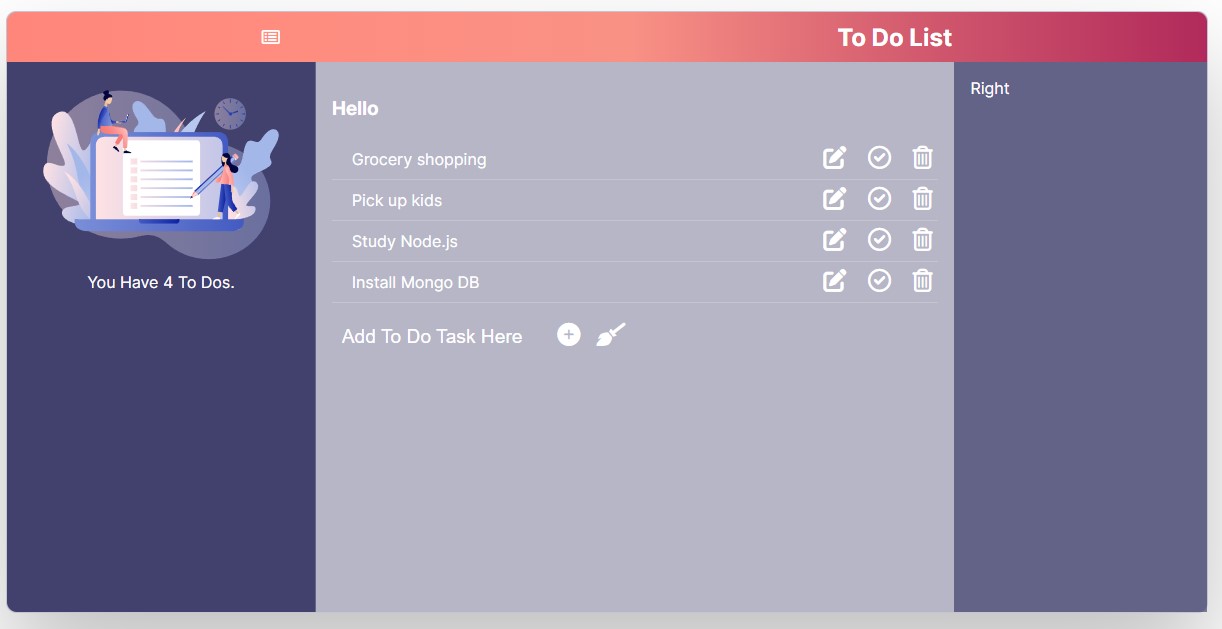 To Do List
You Have 4 To Dos.
Hello
Grocery shopping
Pick up kids
Study Node.js
Install Mongo DB
Add To Do Task Here
Right